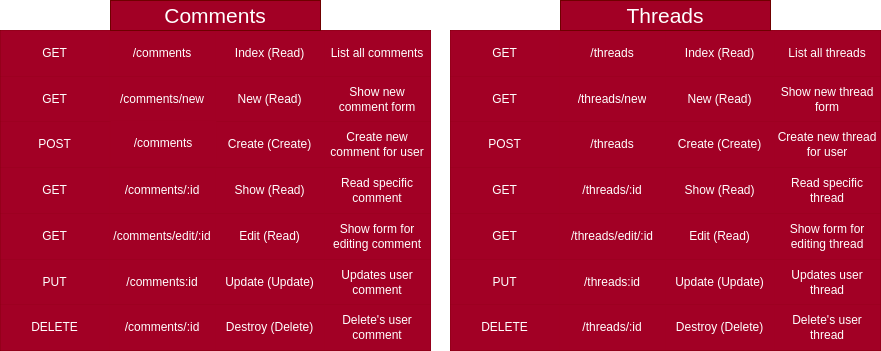 Comments
GET /comments Index (Read) List all comments
GET /comments/new New (Read) Show new
comment form
POST /comments Create (Create) Create new
comment for user
GET /comments/:id Show (Read) Read specific
comment
GET /comments/edit/:id Edit (Read) Show form for
editing comment
PUT /comments:id Update (Update) Updates user
comment
DELETE /comments/:id Destroy (Delete) Delete's user
comment
Threads
GET /threads Index (Read) List all threads
GET /threads/new New (Read) Show new thread
form
POST /threads Create (Create) Create new thread
for user
GET /threads/:id Show (Read) Read specific
thread
GET /threads/edit/:id Edit (Read) Show form for
editing thread
PUT /threads:id Update (Update) Updates user
thread
DELETE /threads/:id Destroy (Delete) Delete's user
thread